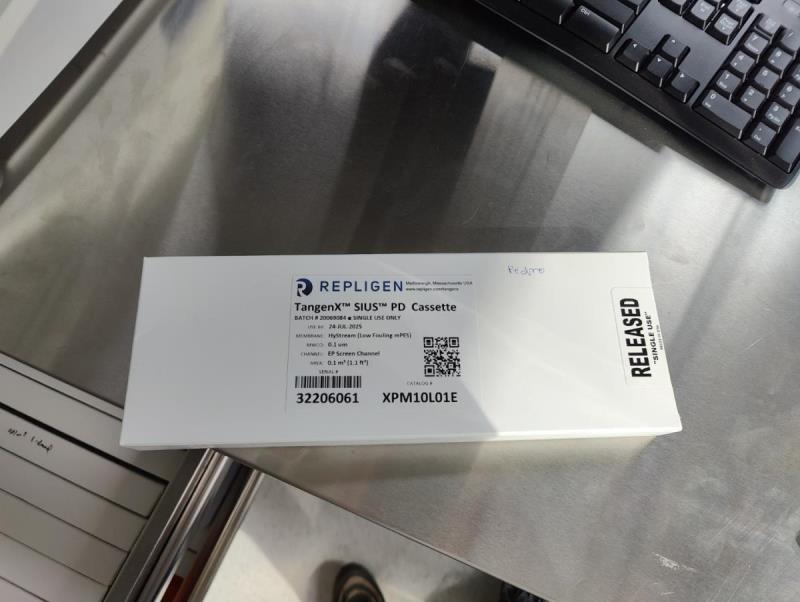 REPLIGEN
Marlborough, Massachusetts USA
www.repligen.com/tangenx
TangenX™ SIUS™ PD Cassette
BATCH # 20069084 ● SINGLE USE ONLY
USE BY: 24-JUL-2025
MEMBRANE: HyStream (Low Fouling mPES)
MWCO: 0.1 um
CHANNEL: EP Screen Channel
AREA: 0.1 m² (1.1 ft²)
SERIAL #
CATALOG #
32206061
XPM10L01E
Pedro
RELEASED
"SINGLE USE"